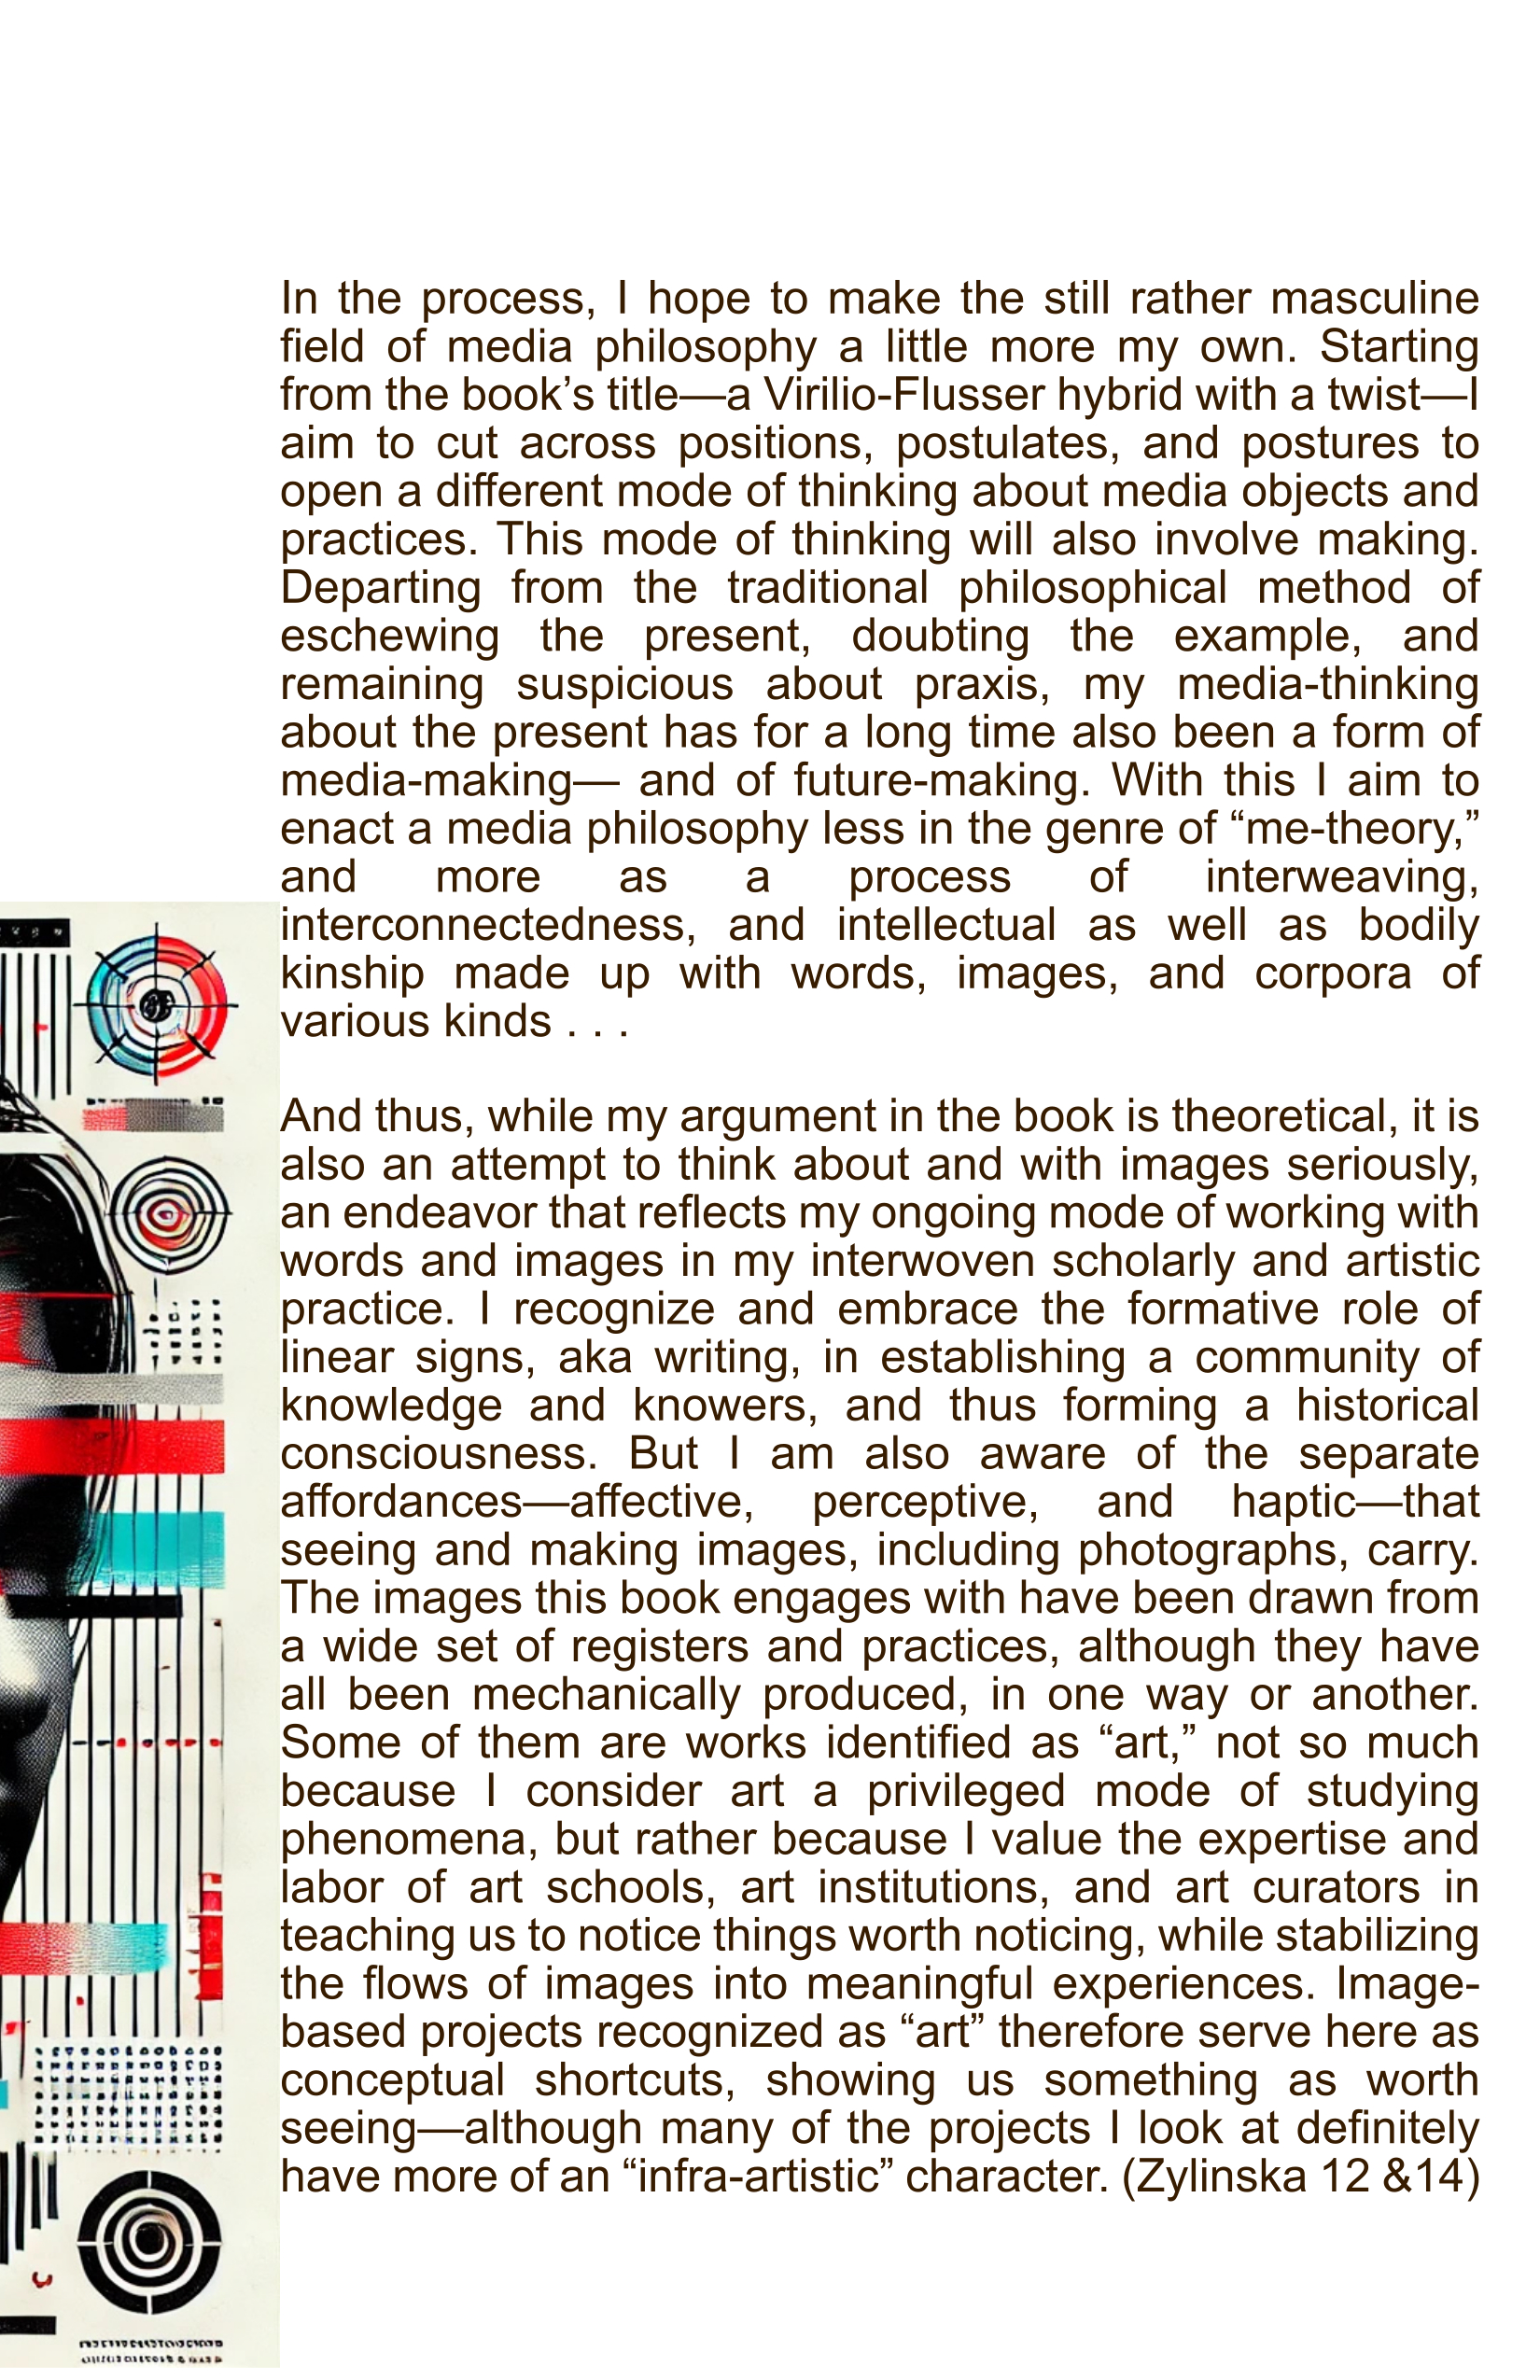 In the process, I hope to make the still rather masculine
field of media philosophy a little more my own. Starting
from the book’s title—a Virilio-Flusser hybrid with a twist—I
aim to cut across positions, postulates, and postures to
open a different mode of thinking about media objects and
practices. This mode of thinking will also involve making.
Departing from the traditional philosophical method of
eschewing the present, doubting the example, and
remaining suspicious about praxis, my media-thinking
about the present has for a long time also been a form of
media-making— and of future-making. With this I aim to
enact a media philosophy less in the genre of “me-theory,”
and more as a process of interweaving,
interconnectedness, and intellectual as well as bodily
kinship made up with words, images, and corpora of
various kinds . . .
And thus, while my argument in the book is theoretical, it is
also an attempt to think about and with images seriously,
an endeavor that reflects my ongoing mode of working with
words and images in my interwoven scholarly and artistic
practice. I recognize and embrace the formative role of
linear signs, aka writing, in establishing a community of
knowledge and knowers, and thus forming a historical
consciousness. But I am also aware of the separate
affordances—affective, perceptive, and haptic—that
seeing and making images, including photographs, carry.
The images this book engages with have been drawn from
a wide set of registers and practices, although they have
all been mechanically produced, in one way or another.
Some of them are works identified as “art,” not so much
because I consider art a privileged mode of studying
phenomena, but rather because I value the expertise and
labor of art schools, art institutions, and art curators in
teaching us to notice things worth noticing, while stabilizing
the flows of images into meaningful experiences. Image-
based projects recognized as “art” therefore serve here as
conceptual shortcuts, showing us something as worth
seeing—although many of the projects I look at definitely
have more of an “infra-artistic” character. (Zylinska 12 &14)